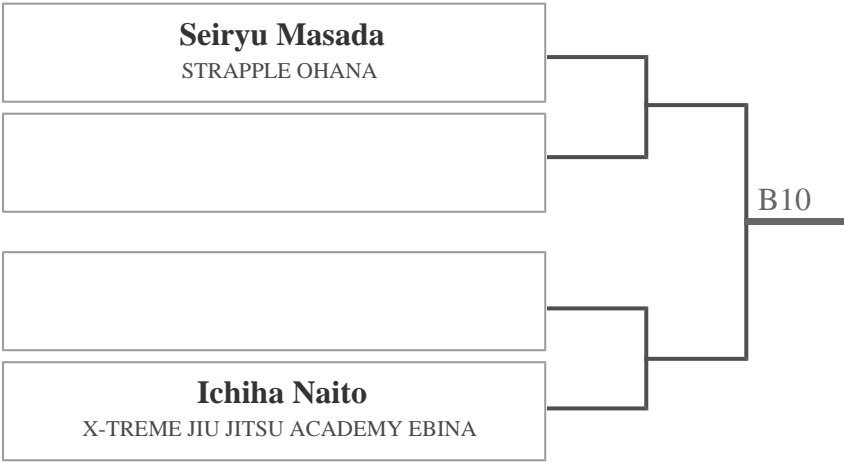 Seiryu Masada
STRAPPLE OHANA
B10
Ichiha Naito
X-TREME JIU JITSU ACADEMY EBINA